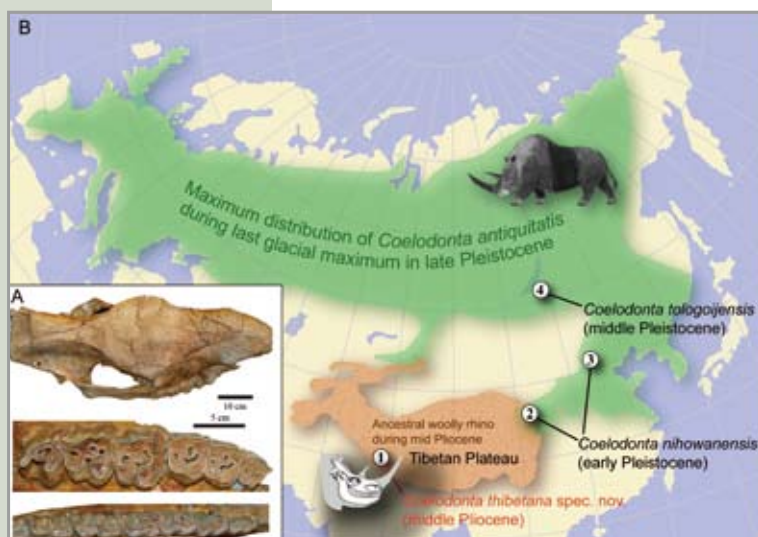 B
Maximum distribution of Coelodonta antiquitatis
during last glacial maximum in late Pleistocene
A
10 cm
5 cm
4
Coelodonta tologoijensis
(middle Pleistocene)
3
2
Coelodonta nihowanensis
(early Pleistocene)
Ancestral woolly rhino
during mid Pliocene
1
Tibetan Plateau
Coelodonta thibetana spec. nov.
(middle Pliocene)